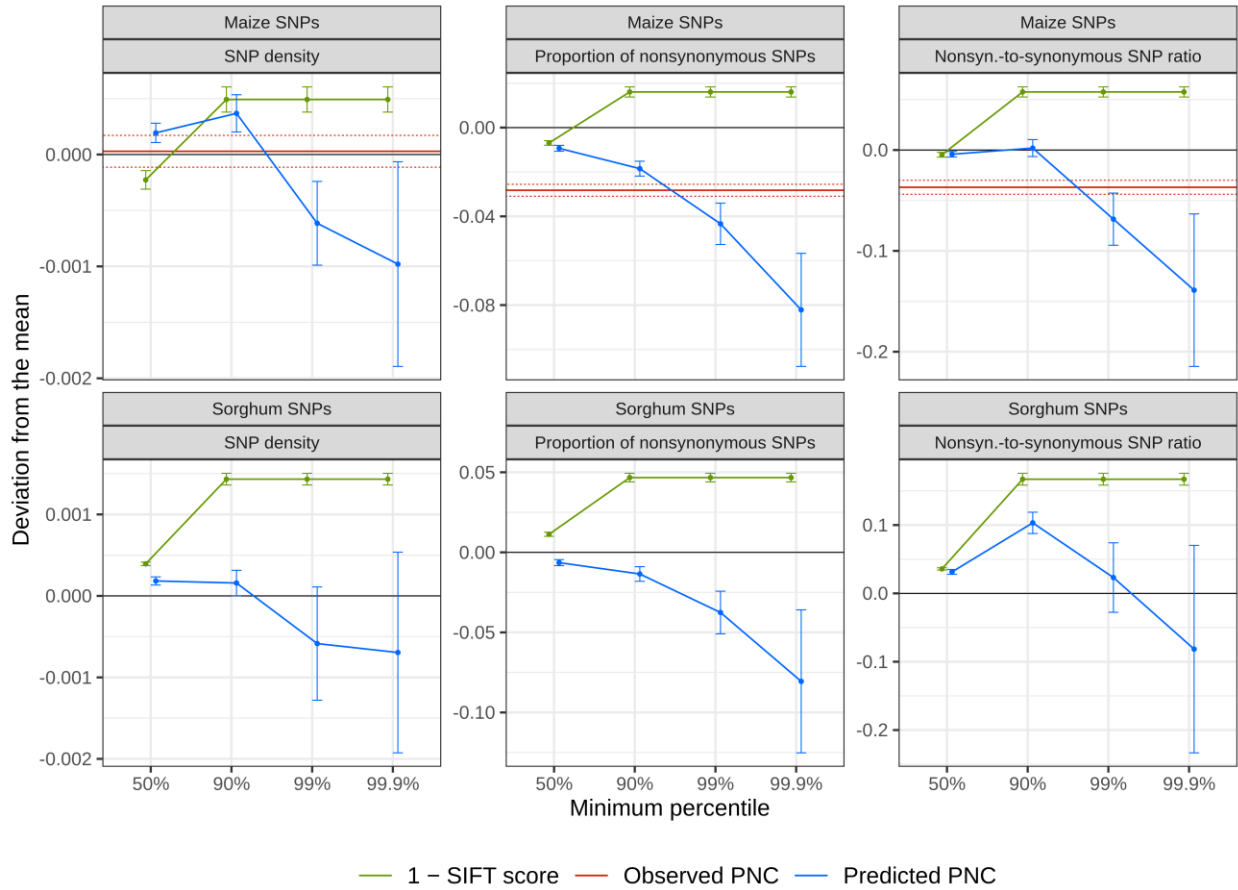 Maize SNPs
SNP density
Maize SNPs
Proportion of nonsynonymous SNPs
Maize SNPs
Nonsyn.-to-synonymous SNP ratio
0.000
-0.001
-0.002
0.00
-0.04
-0.08
0.0
-0.1
-0.2
Deviation from the mean
Sorghum SNPs
SNP density
Sorghum SNPs
Proportion of nonsynonymous SNPs
Sorghum SNPs
Nonsyn.-to-synonymous SNP ratio
0.001
0.000
-0.001
-0.002
0.05
0.00
-0.05
-0.10
0.1
0.0
-0.1
-0.2
50% 90% 99% 99.9%
50% 90% 99% 99.9%
50% 90% 99% 99.9%
Minimum percentile
1 − SIFT score Observed PNC Predicted PNC